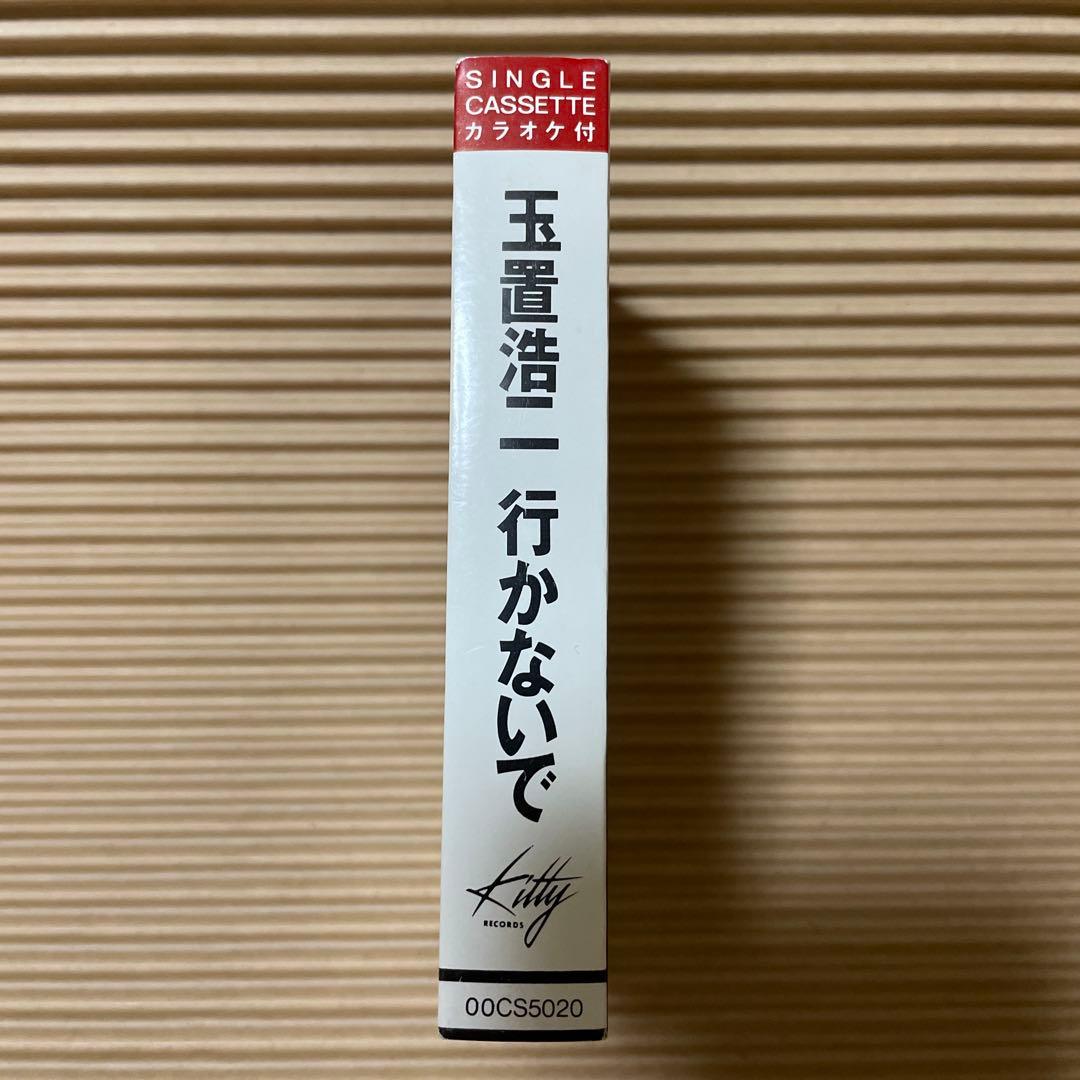 SINGLE
CASSETTE
カラオケ付
玉置浩二 行かないで
Kitty
RECORDS
00CS5020